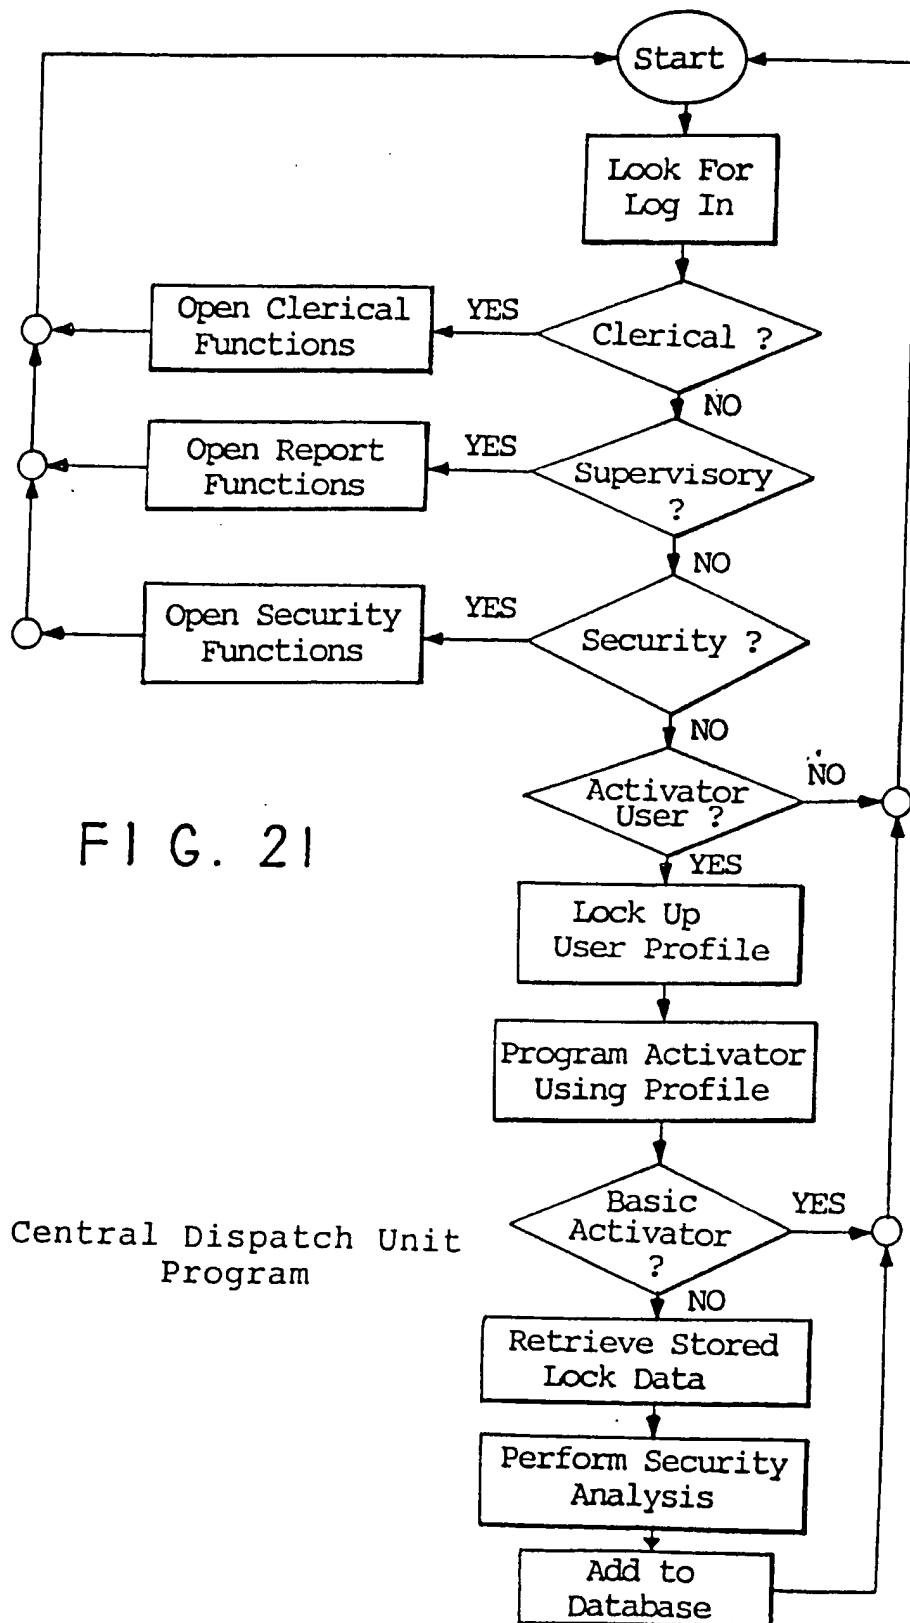 Start
Look For
Log In
Clerical ?
YES
Open Clerical
Functions
NO
Supervisory
?
YES
Open Report
Functions
NO
Security ?
YES
Open Security
Functions
NO
Activator
User ?
NO
YES
FIG. 21
Lock Up
User Profile
Program Activator
Using Profile
Basic
Activator
?
YES
Central Dispatch Unit
Program
NO
Retrieve Stored
Lock Data
Perform Security
Analysis
Add to
Database